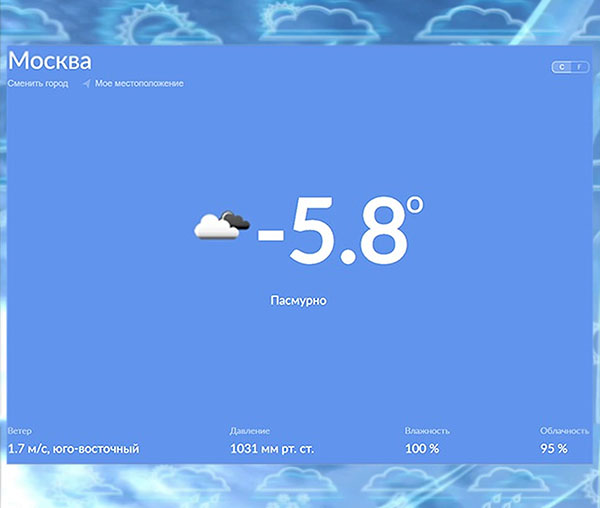 Москва
C F
Сменить город Мое местоположение
-5.8°
Пасмурно
Ветер Давление Влажность Облачность
1.7 м/с, юго-восточный 1031 мм рт. ст. 100 % 95 %